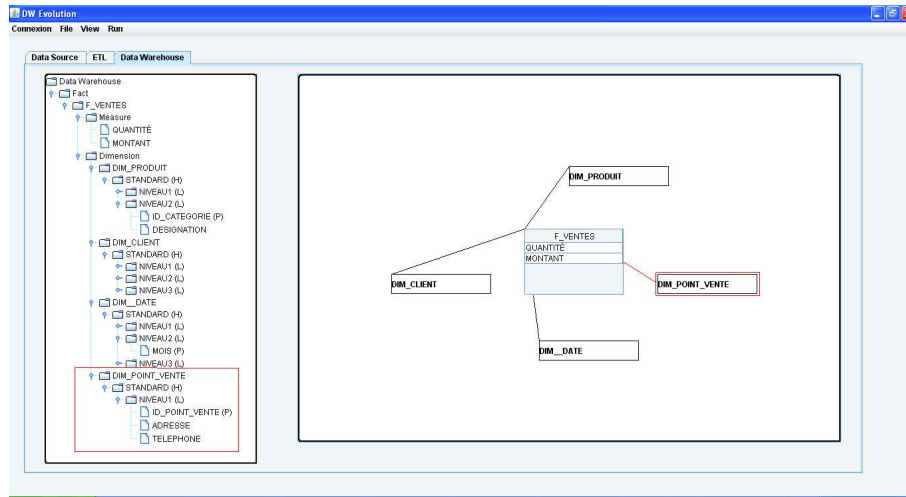 DW Evolution
Connexion File View Run
Data Source ETL Data Warehouse
Data Warehouse
Fact
F_VENTES
Measure
QUANTITÉ
MONTANT
Dimension
DIM_PRODUIT
STANDARD (H)
NIVEAU1 (L)
NIVEAU2 (L)
ID_CATEGORIE (P)
DESIGNATION
DIM_CLIENT
STANDARD (H)
NIVEAU1 (L)
NIVEAU2 (L)
NIVEAU3 (L)
DIM__DATE
STANDARD (H)
NIVEAU1 (L)
NIVEAU2 (L)
MOIS (P)
NIVEAU3 (L)
DIM_POINT_VENTE
STANDARD (H)
NIVEAU1 (L)
ID_POINT_VENTE (P)
ADRESSE
TELEPHONE
DIM_PRODUIT
F_VENTES
QUANTITÉ
MONTANT
DIM_CLIENT
DIM_POINT_VENTE
DIM__DATE